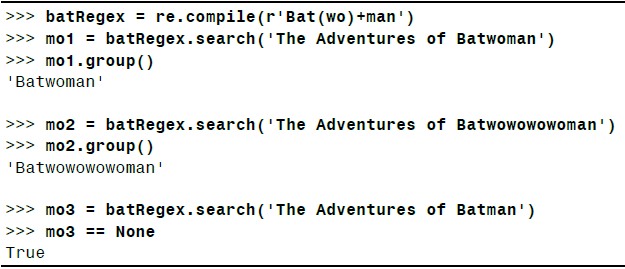 >>> batRegex = re.compile(r'Bat(wo)+man')
>>> mo1 = batRegex.search('The Adventures of Batwoman')
>>> mo1.group()
'Batwoman'
>>> mo2 = batRegex.search('The Adventures of Batwowowowoman')
>>> mo2.group()
'Batwowowowoman'
>>> mo3 = batRegex.search('The Adventures of Batman')
>>> mo3 == None
True